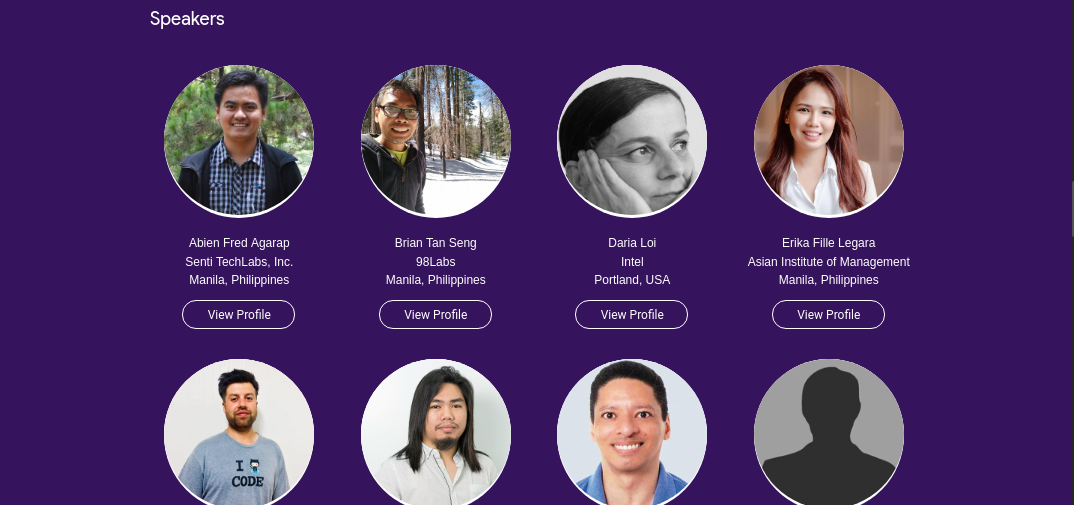 Speakers
Abien Fred Agarap
Senti TechLabs, Inc.
Manila, Philippines
View Profile
Brian Tan Seng
98Labs
Manila, Philippines
View Profile
Daria Loi
Intel
Portland, USA
View Profile
Erika Fille Legara
Asian Institute of Management
Manila, Philippines
View Profile
I
CODE